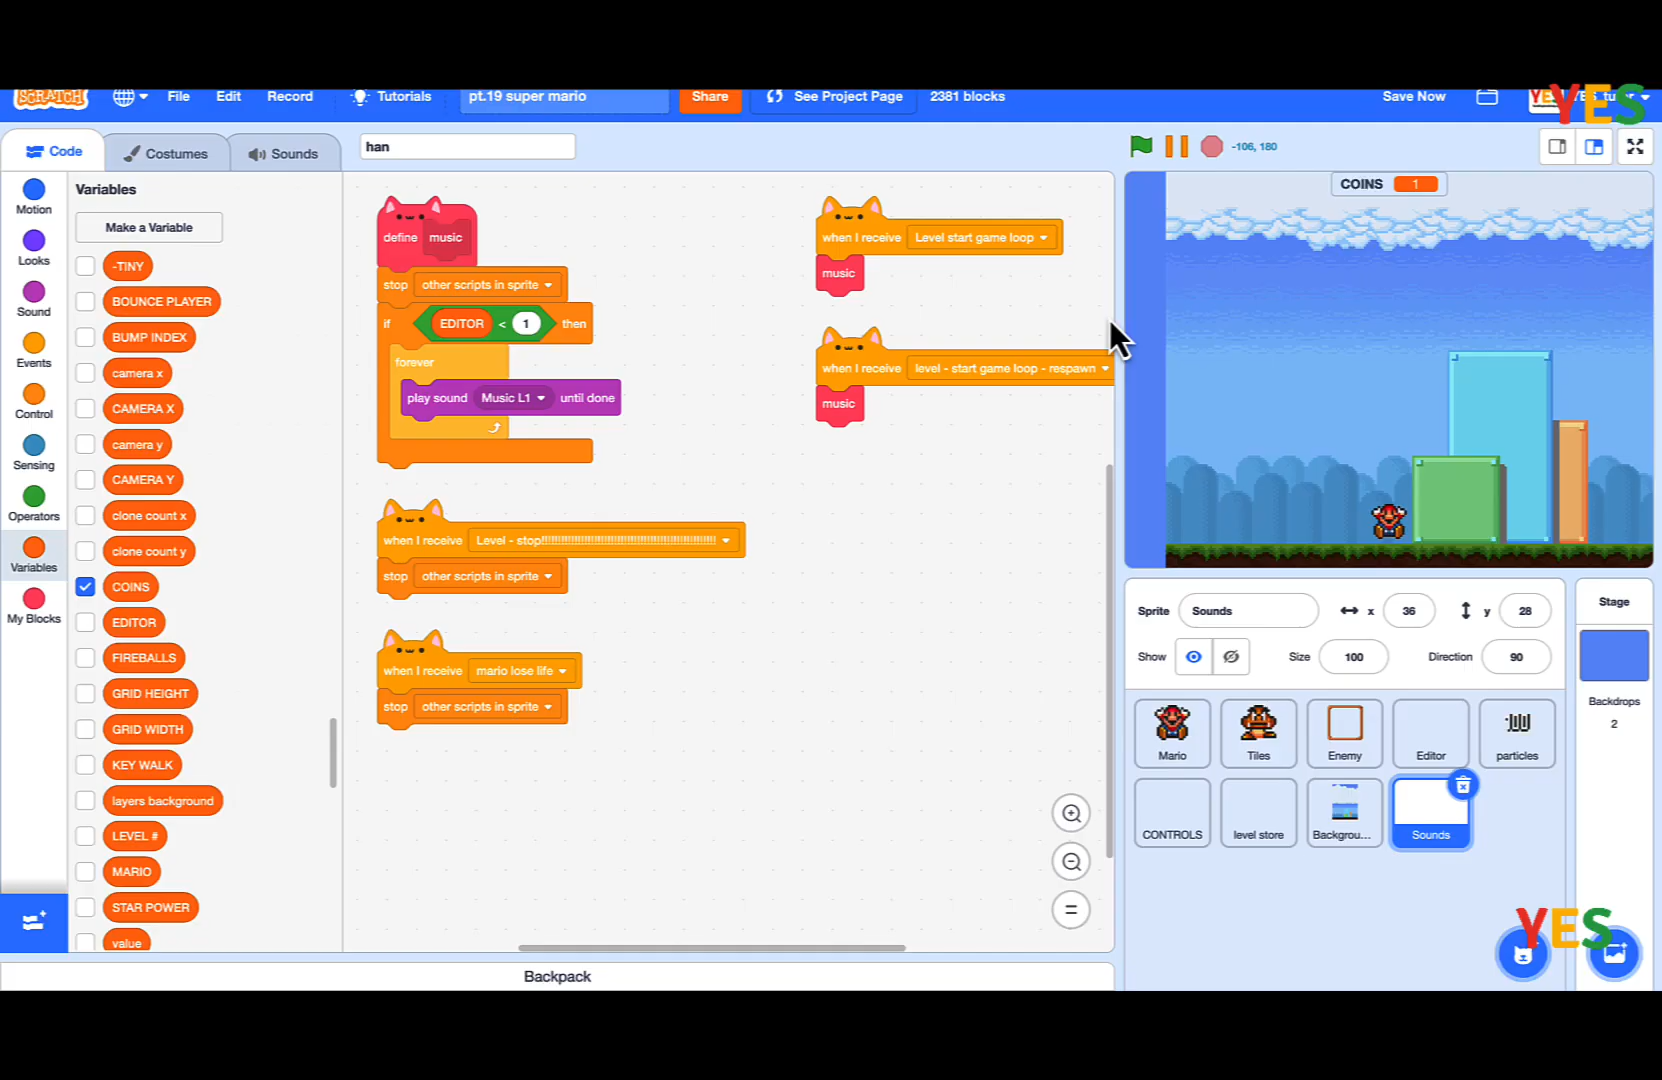 SCRATCH
File
Edit
Record
Tutorials
pt.19 super mario
Share
See Project Page
2381 blocks
Save Now
YES
Code
Costumes
Sounds
han
-106, 180
Motion
Looks
Sound
Events
Control
Sensing
Operators
Variables
My Blocks
Variables
Make a Variable
-TINY
BOUNCE PLAYER
BUMP INDEX
camera x
CAMERA X
camera y
CAMERA Y
clone count x
clone count y
COINS
EDITOR
FIREBALLS
GRID HEIGHT
GRID WIDTH
KEY WALK
layers background
LEVEL #
MARIO
STAR POWER
value
define music
stop other scripts in sprite
if EDITOR < 1 then
forever
play sound Music L1 until done
when I receive Level - stop!!!!!!!!!!!!!!!!!!!!!!!!!!!!!!!!!!!!!!!!!!!!!!!!
stop other scripts in sprite
when I receive mario lose life
stop other scripts in sprite
when I receive Level start game loop
music
when I receive level - start game loop - respawn
music
Backpack
COINS 1
Sprite Sounds x 36 y 28
Show Size 100 Direction 90
Mario
Tiles
Enemy
Editor
particles
CONTROLS
level store
Backgrou...
Sounds
Stage
Backdrops
2
YES